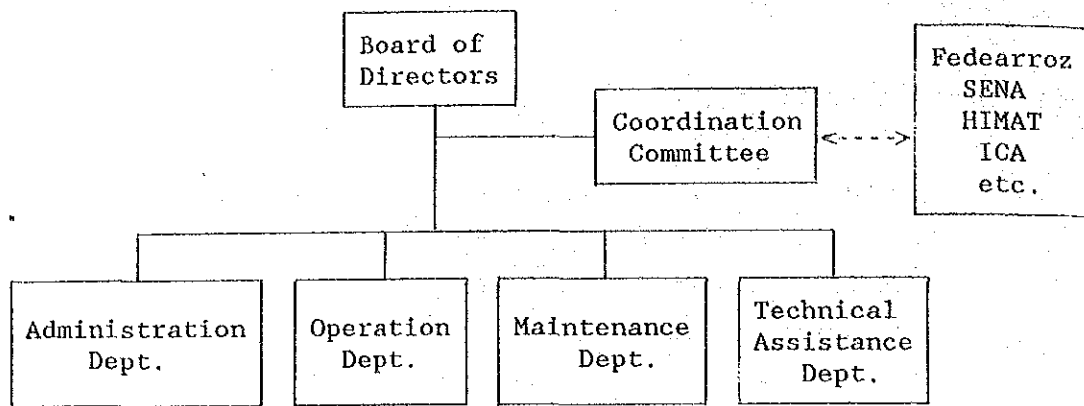 Board of
Directors
Coordination
Committee
Fedearroz
SENA
HIMAT
ICA
etc.
Administration
Dept.
Operation
Dept.
Maintenance
Dept.
Technical
Assistance
Dept.